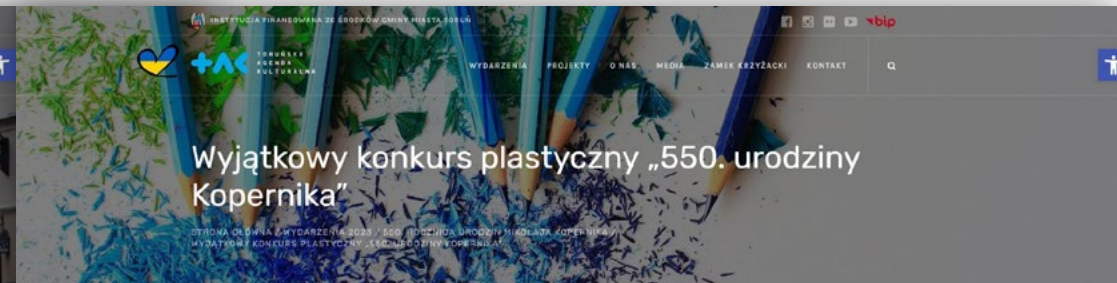 INSTYTUCJA FINANSOWANA ZE ŚRODKÓW GMINY MIASTA TORUŃ
bip
TAK
TORUŃSKA
AGENDA
KULTURALNA
WYDARZENIA PROJEKTY O NAS MEDIA ZAMEK KRZYŻACKI KONTAKT
Wyjątkowy konkurs plastyczny „550. urodziny
Kopernika”
STRONA GŁÓWNA / WYDARZENIA 2023 / 550. ROCZNICA URODZIN MIKOŁAJA KOPERNIKA /
WYJĄTKOWY KONKURS PLASTYCZNY „550. URODZINY KOPERNIKA”